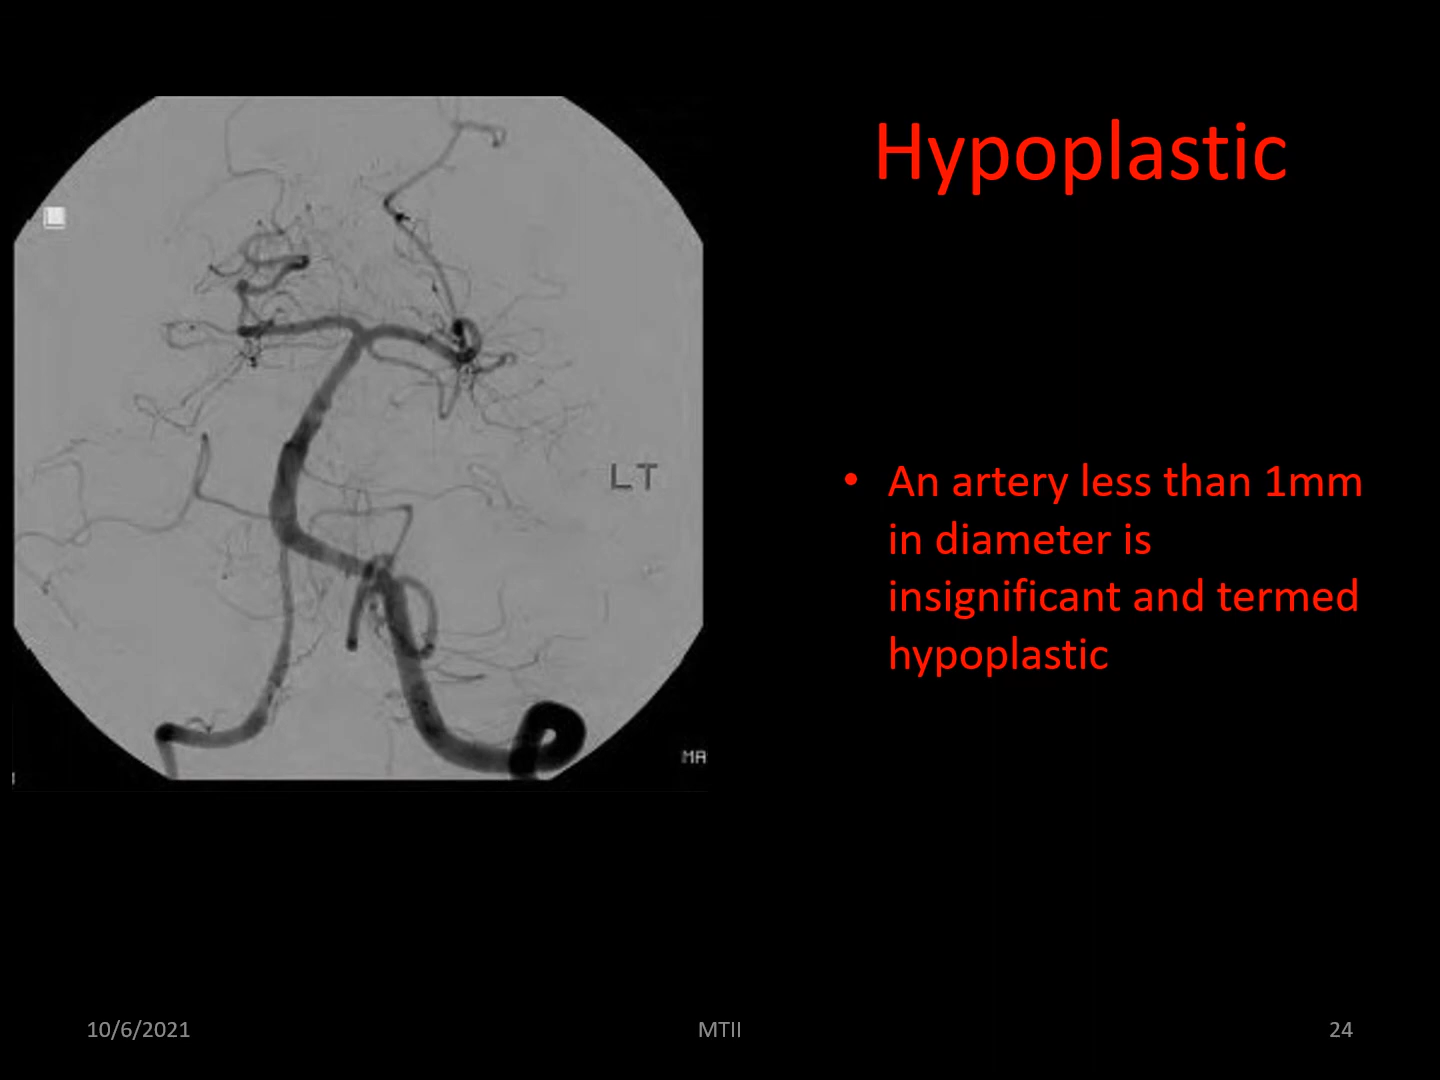 Hypoplastic
LT
• An artery less than 1mm
in diameter is
insignificant and termed
hypoplastic
MA
10/6/2021
MTII
24